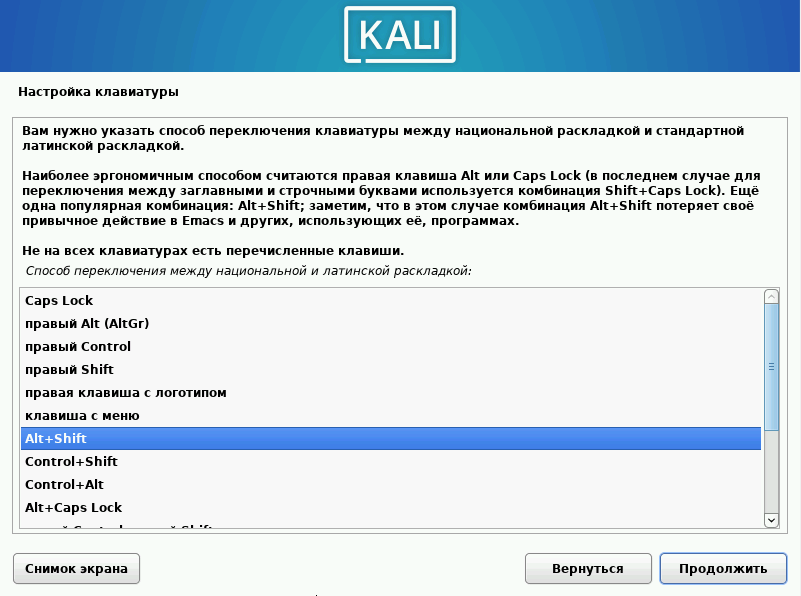 KALI
Настройка клавиатуры
Вам нужно указать способ переключения клавиатуры между национальной раскладкой и стандартной
латинской раскладкой.
Наиболее эргономичным способом считаются правая клавиша Alt или Caps Lock (в последнем случае для
переключения между заглавными и строчными буквами используется комбинация Shift+Caps Lock). Ещё
одна популярная комбинация: Alt+Shift; заметим, что в этом случае комбинация Alt+Shift потеряет своё
привычное действие в Emacs и других, использующих её, программах.
Не на всех клавиатурах есть перечисленные клавиши.
Способ переключения между национальной и латинской раскладкой:
Caps Lock
правый Alt (AltGr)
правый Control
правый Shift
правая клавиша с логотипом
клавиша с меню
Alt+Shift
Control+Shift
Control+Alt
Alt+Caps Lock
Снимок экрана
Вернуться
Продолжить